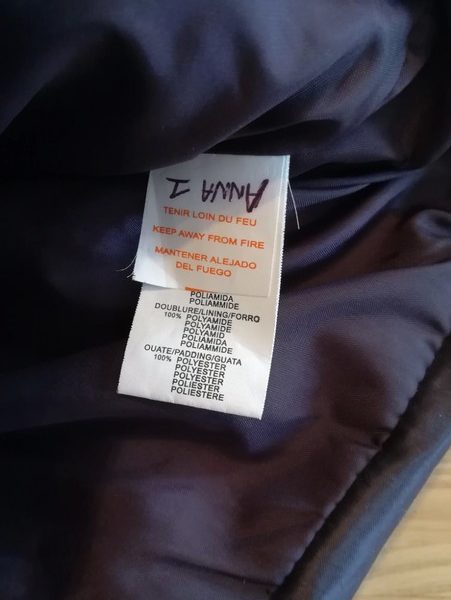 ANNA I
TENIR LOIN DU FEU
KEEP AWAY FROM FIRE
MANTENER ALEJADO
DEL FUEGO
POLIAMIDA
POLIAMMIDE
DOUBLURE/LINING/FORRO
100% POLYAMIDE
POLYAMIDE
POLYAMID
POLIAMIDA
POLIAMMIDE
OUATE/PADDING/GUATA
100% POLYESTER
POLYESTER
POLYESTER
POLIESTER
POLIESTERE